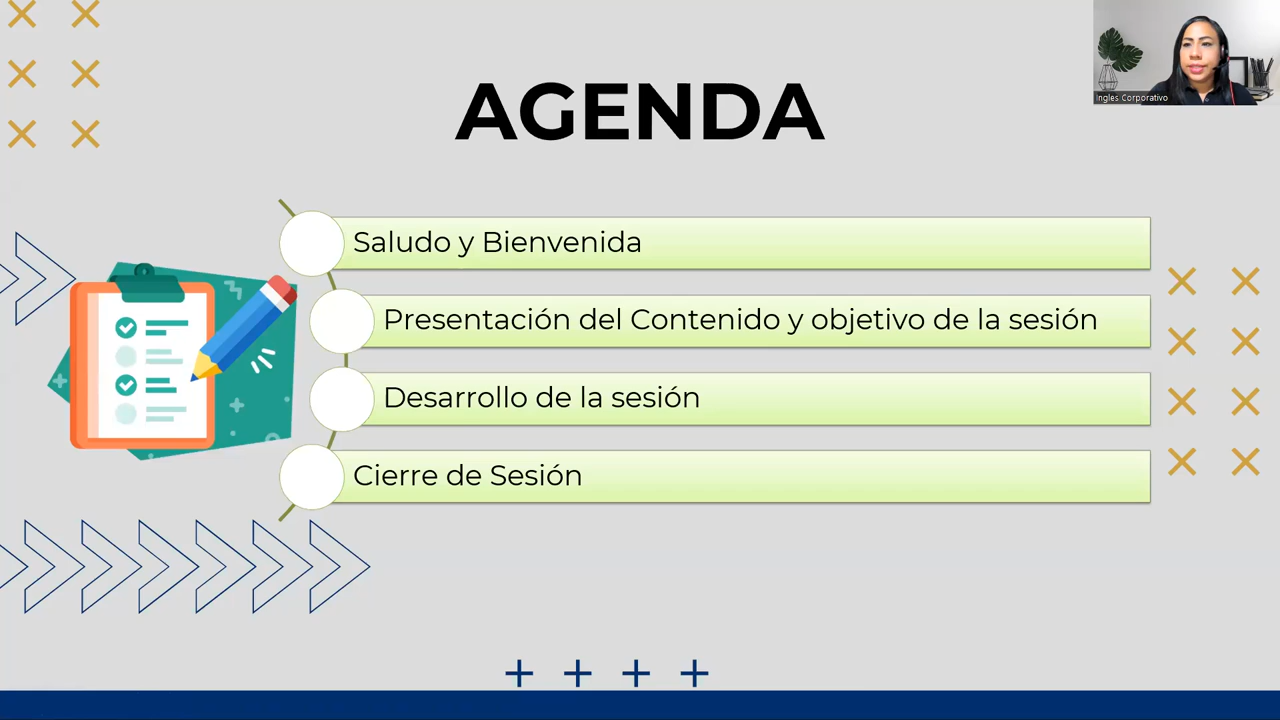 AGENDA
Ingles Corporativo
Saludo y Bienvenida
Presentación del Contenido y objetivo de la sesión
Desarrollo de la sesión
Cierre de Sesión